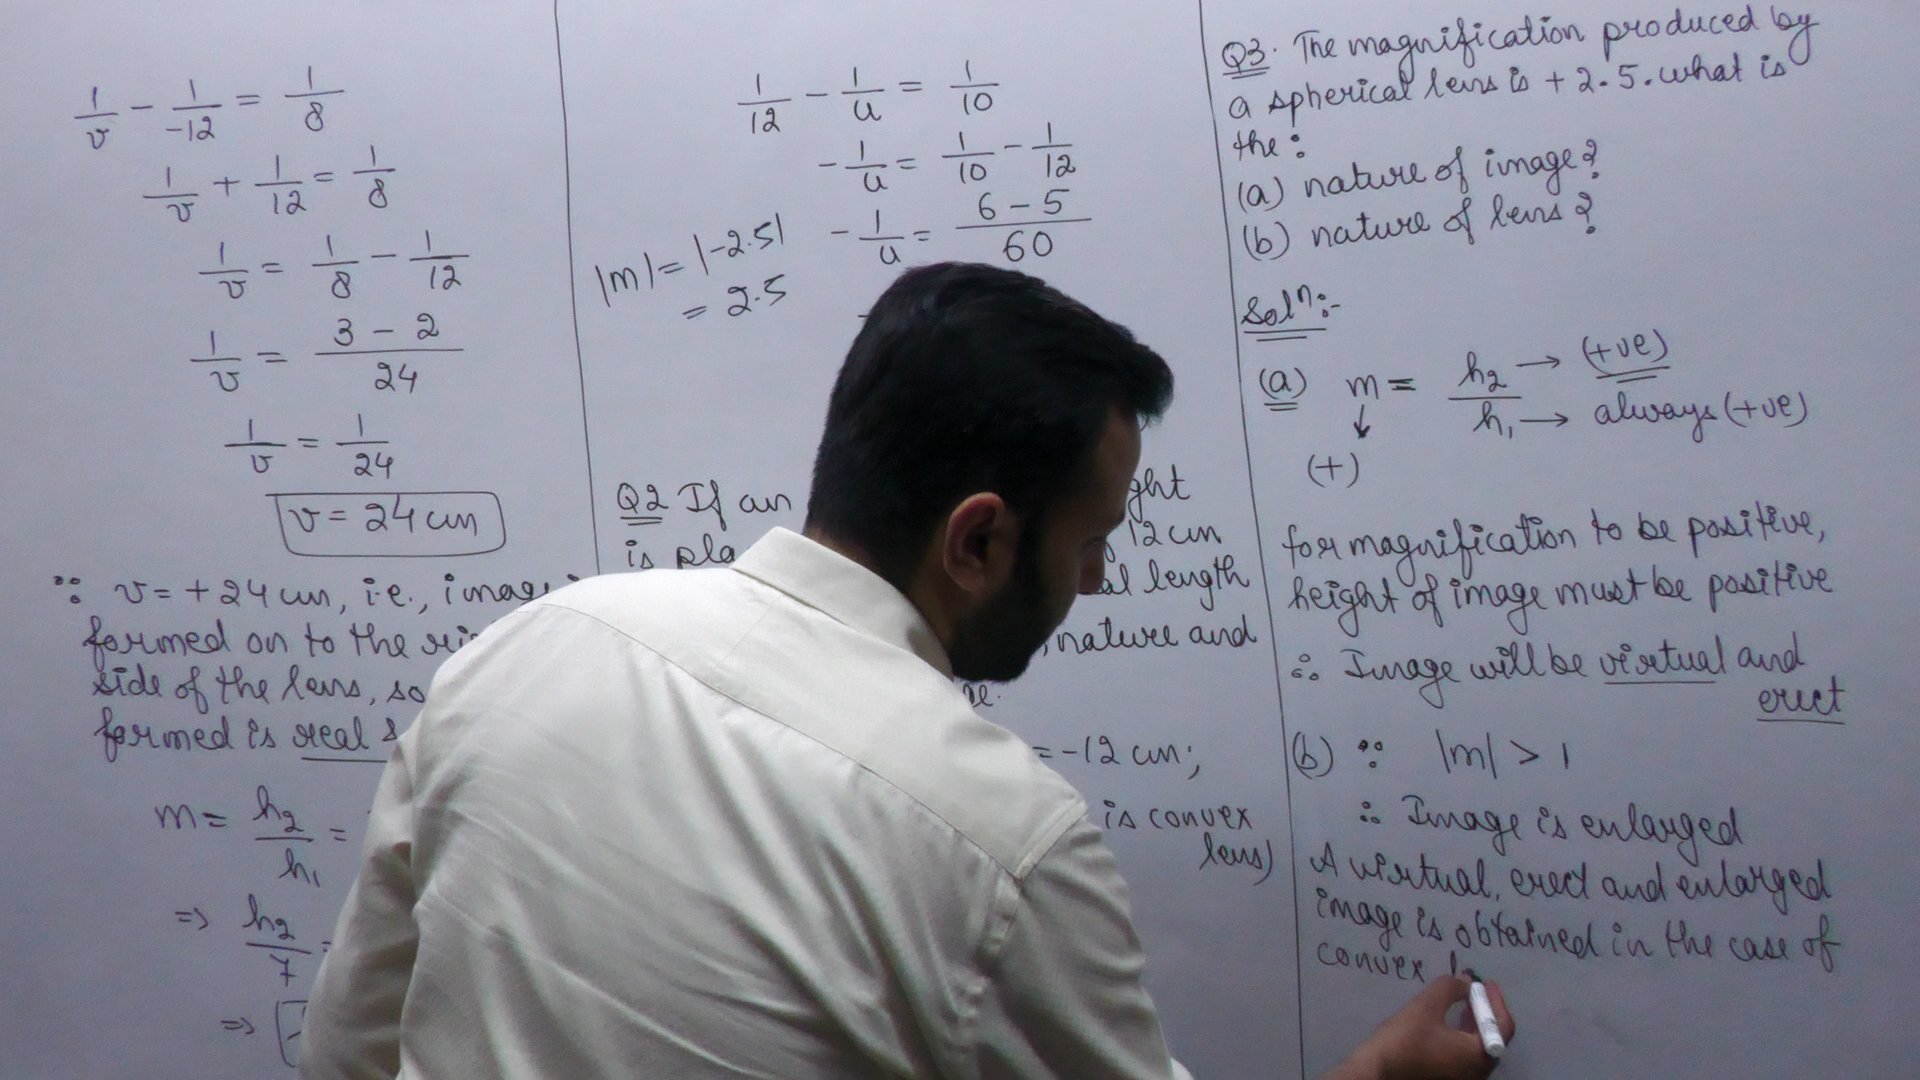 1/v - 1/-12 = 1/8
1/v + 1/12 = 1/8
1/v = 1/8 - 1/12
1/v = 3 - 2/24
1/v = 1/24
v = 24 cm
∵ v = +24 cm, i.e., imag
formed on to the
side of the lens, so
formed is real &
m = h₂/h₁ =
⇒ h₂/7 =
⇒
1/12 - 1/u = 1/10
-1/u = 1/10 - 1/12
-1/u = 6 - 5/60
|m| = |-2.5|
= 2.5
Q2 If an ght
is pla 12 cm
al length
, nature and
= -12 cm;
is convex
lens)
Q3. The magnification produced by
a spherical lens is + 2.5. what is
the :
(a) nature of image?
(b) nature of lens?
Solⁿ:-
(a) m = h₂/h₁
h₂ → (+ve)
h₁ → always (+ve)
↓
(+)
for magnification to be positive,
height of image must be positive
∴ Image will be virtual and
erect
(b) ∵ |m| > 1
∴ Image is enlarged
A virtual, erect and enlarged
image is obtained in the case of
convex